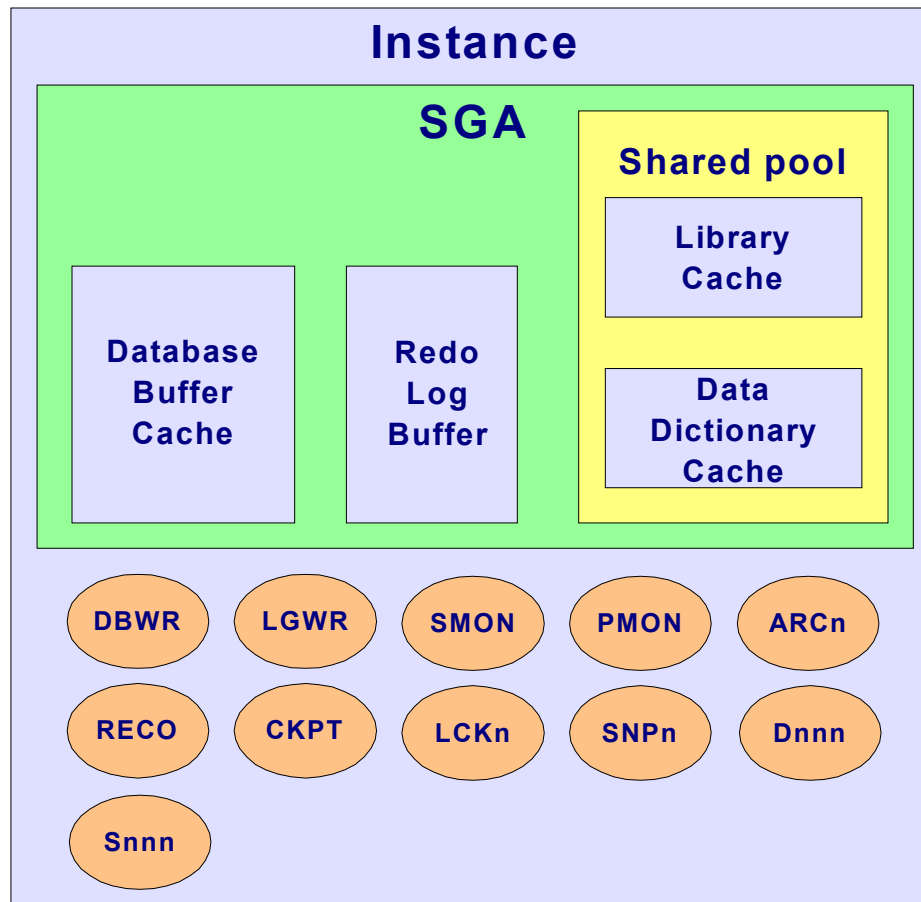 Instance
SGA
Shared pool
Library
Cache
Database
Buffer
Cache
Redo
Log
Buffer
Data
Dictionary
Cache
DBWR
LGWR
SMON
PMON
ARCn
RECO
CKPT
LCKn
SNPn
Dnnn
Snnn